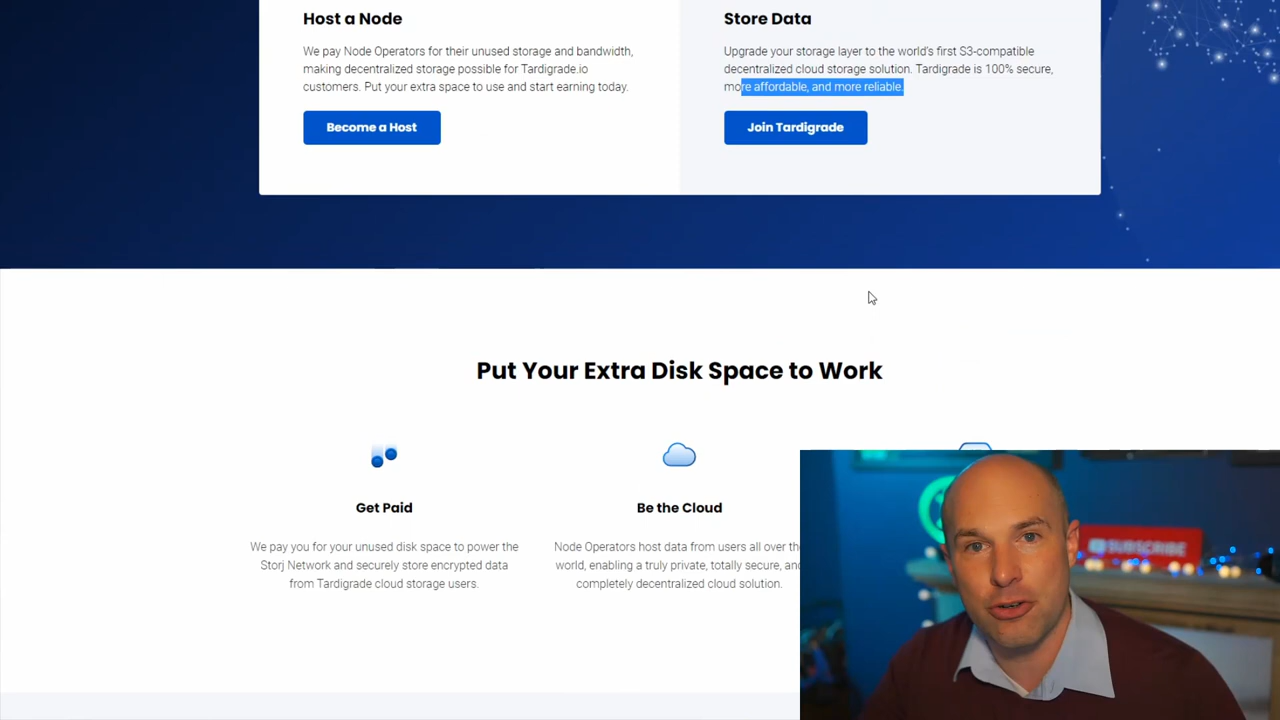 Host a Node
We pay Node Operators for their unused storage and bandwidth,
making decentralized storage possible for Tardigrade.io
customers. Put your extra space to use and start earning today.
Become a Host
Store Data
Upgrade your storage layer to the world's first S3-compatible
decentralized cloud storage solution. Tardigrade is 100% secure,
more affordable, and more reliable.
Join Tardigrade
Put Your Extra Disk Space to Work
Get Paid
We pay you for your unused disk space to power the
Storj Network and securely store encrypted data
from Tardigrade cloud storage users.
Be the Cloud
Node Operators host data from users all over the
world, enabling a truly private, totally secure, and
completely decentralized cloud solution.
SUBSCRIBE